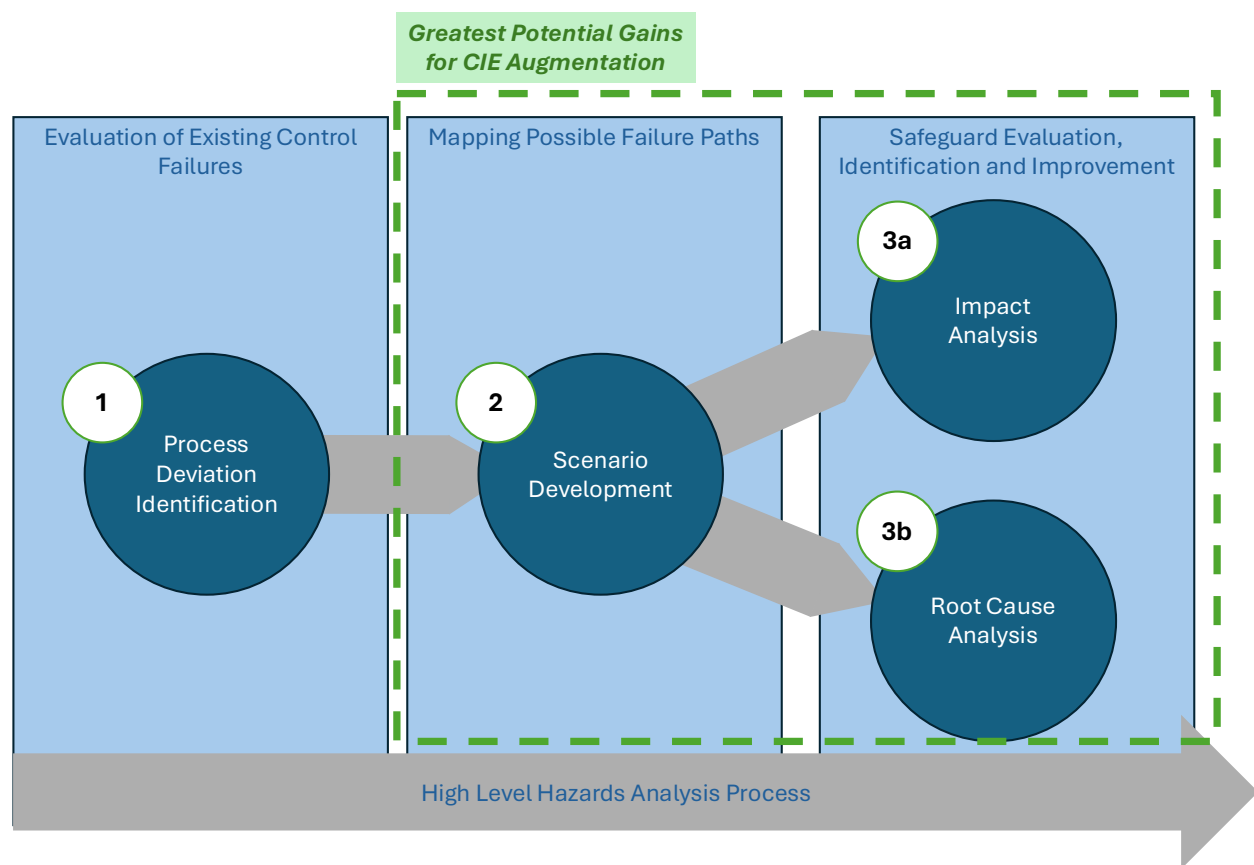 Greatest Potential Gains
for CIE Augmentation
Evaluation of Existing Control
Failures
Mapping Possible Failure Paths
Safeguard Evaluation,
Identification and Improvement
1
Process
Deviation
Identification
2
Scenario
Development
3a
Impact
Analysis
3b
Root Cause
Analysis
High Level Hazards Analysis Process